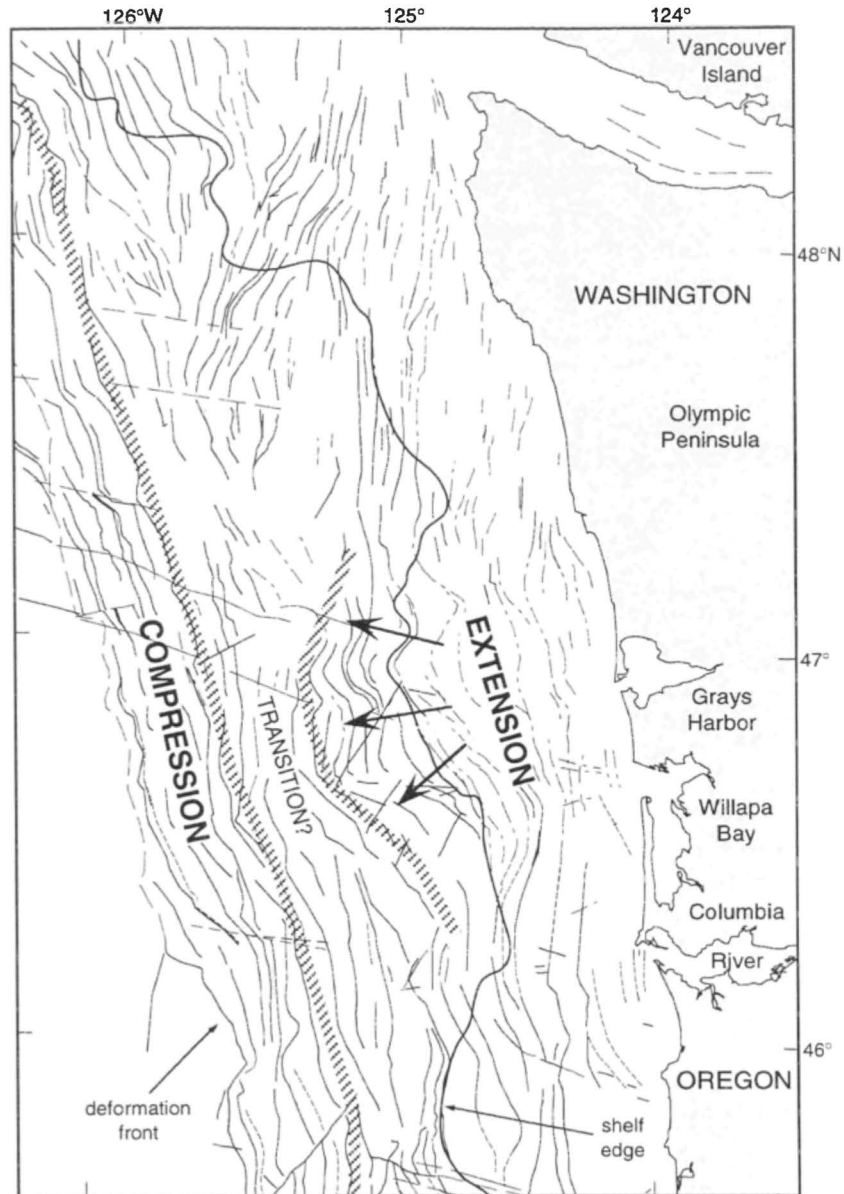 126°W
125°
124°
Vancouver
Island
48°N
WASHINGTON
Olympic
Peninsula
EXTENSION
47°
COMPRESSION
TRANSITION?
Grays
Harbor
Willapa
Bay
Columbia
River
46°
OREGON
deformation
front
shelf
edge